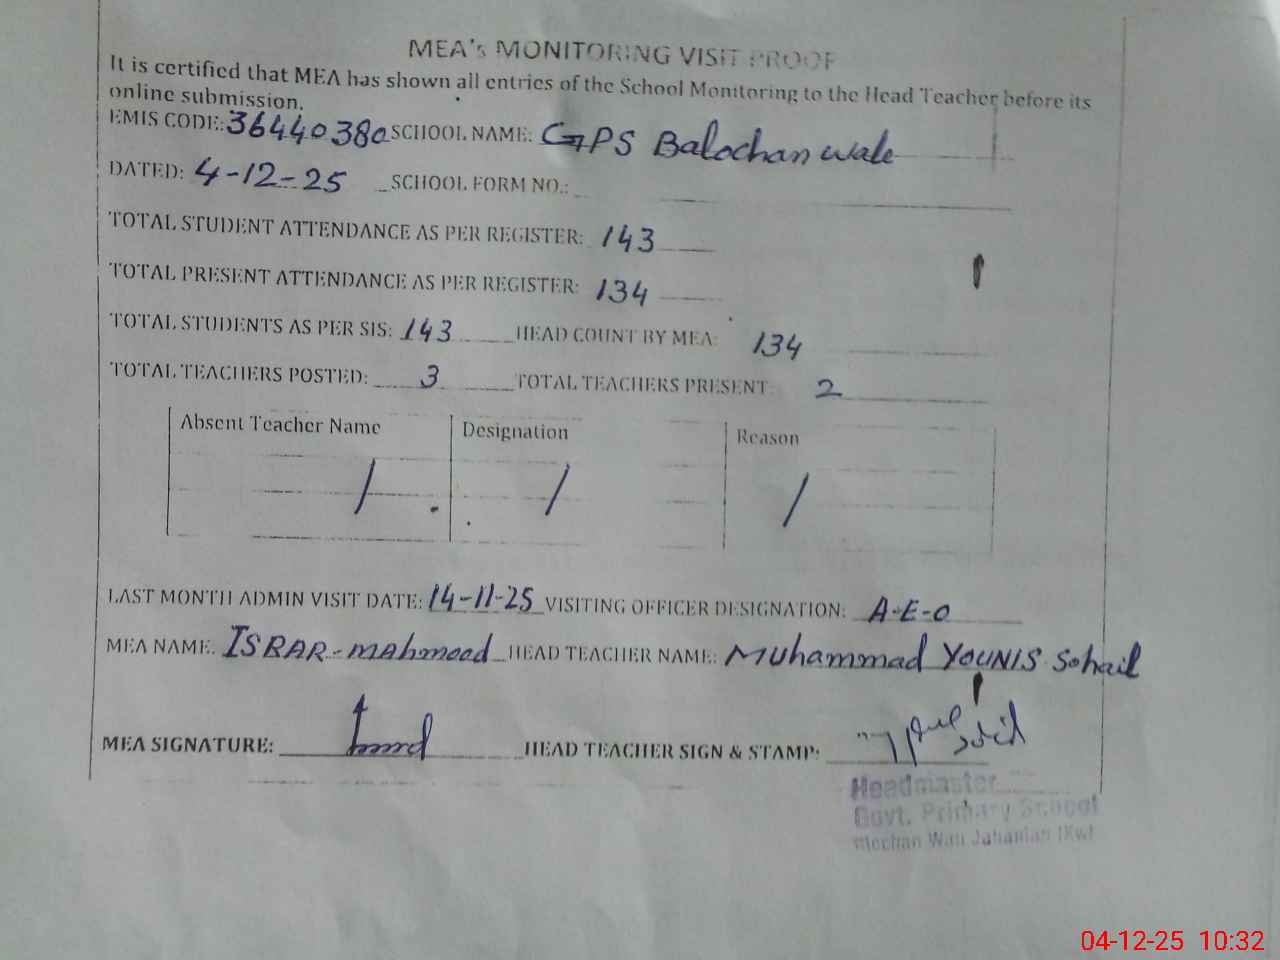 MEA's MONITORING VISIT PROOF
It is certified that MEA has shown all entries of the School Monitoring to the Head Teacher before its
online submission.
EMIS CODE: 36440380 SCHOOL NAME: GPS Balochan wale
DATED: 4-12-25 SCHOOL FORM NO.:
TOTAL STUDENT ATTENDANCE AS PER REGISTER: 143
TOTAL PRESENT ATTENDANCE AS PER REGISTER: 134
TOTAL STUDENTS AS PER SIS: 143 HEAD COUNT BY MEA: 134
TOTAL TEACHERS POSTED: 3 TOTAL TEACHERS PRESENT: 2
Absent Teacher Name Designation Reason
/ / /
LAST MONTH ADMIN VISIT DATE: 14-11-25 VISITING OFFICER DESIGNATION: A-E-O
MEA NAME: ISRAR-mahmood HEAD TEACHER NAME: Muhammad YOUNIS Sohail
MEA SIGNATURE: HEAD TEACHER SIGN & STAMP:
Headmaster
Govt. Primary School
Wali Jahanian (Kwl)
04-12-25 10:32